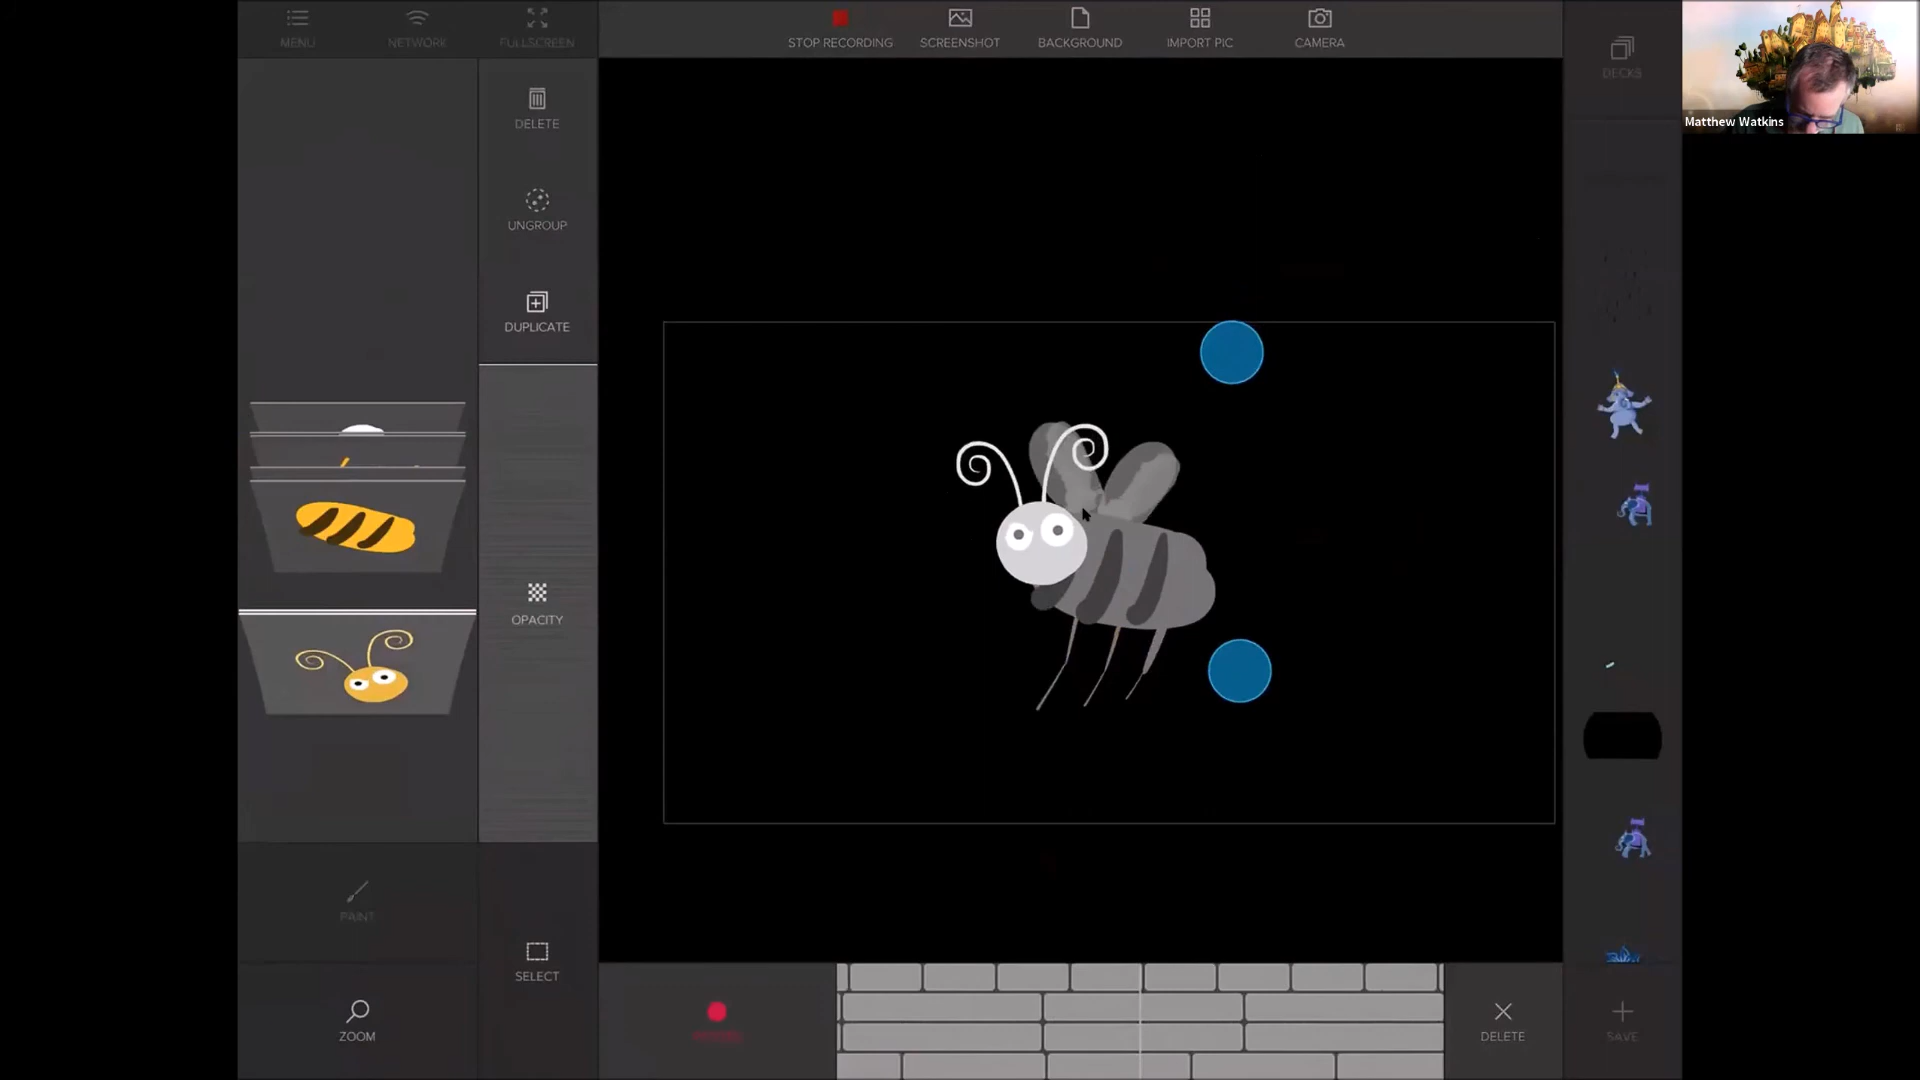 MENU
NETWORK
FULLSCREEN
STOP RECORDING
SCREENSHOT
BACKGROUND
IMPORT PIC
CAMERA
DECKS
Matthew Watkins
DELETE
UNGROUP
DUPLICATE
OPACITY
PAINT
SELECT
ZOOM
DELETE
SAVE